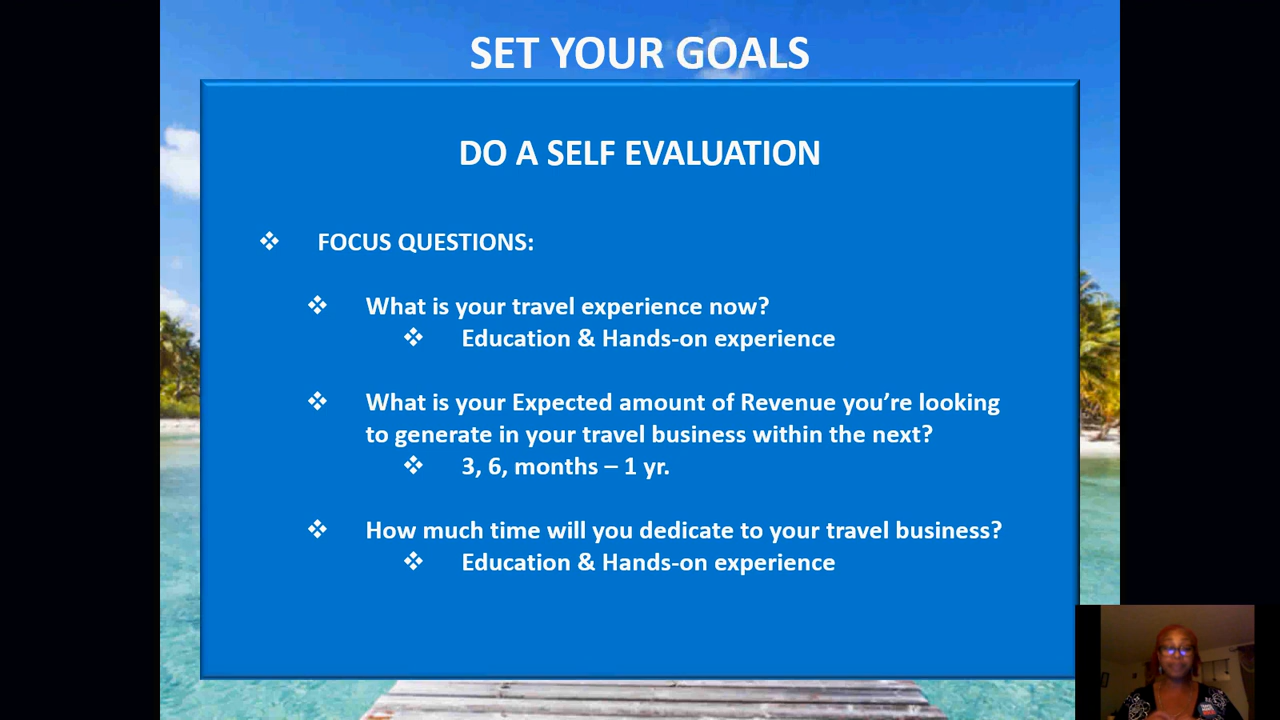 SET YOUR GOALS
DO A SELF EVALUATION
❖ FOCUS QUESTIONS:
❖ What is your travel experience now?
❖ Education & Hands-on experience
❖ What is your Expected amount of Revenue you’re looking
to generate in your travel business within the next?
❖ 3, 6, months – 1 yr.
❖ How much time will you dedicate to your travel business?
❖ Education & Hands-on experience